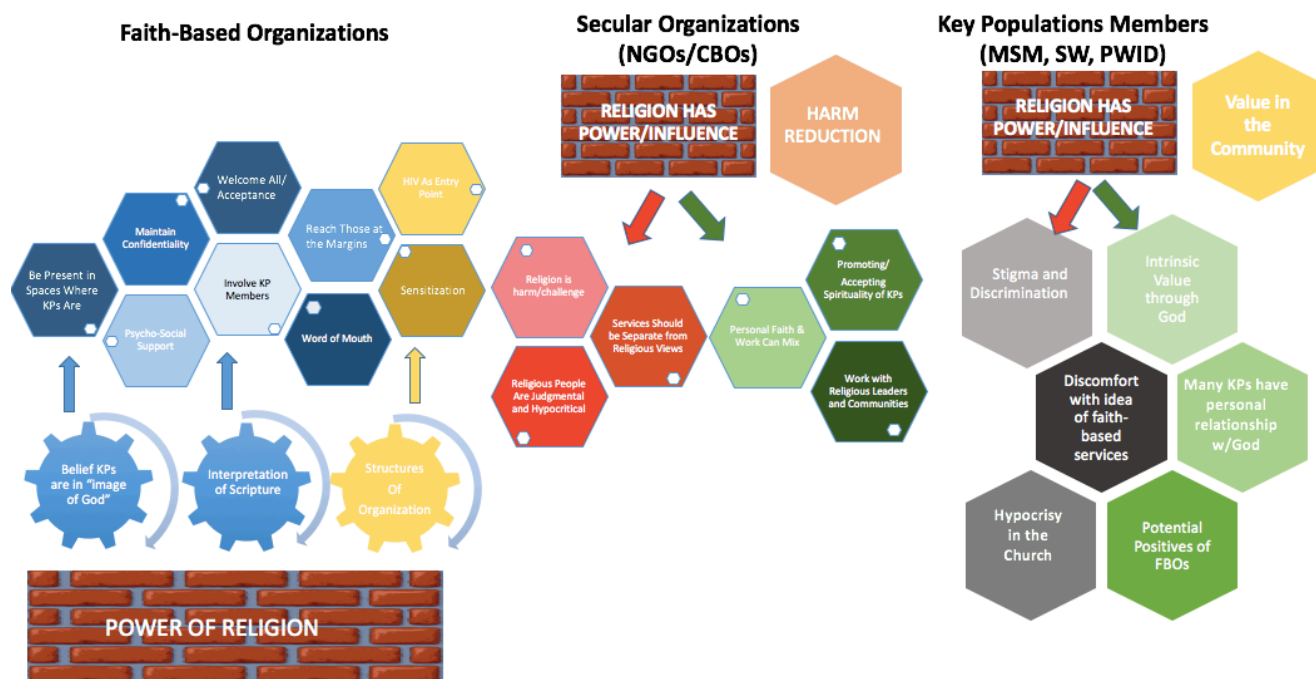 Faith-Based Organizations
Welcome All/
Acceptance
HIV As Entry
Point
Maintain
Confidentiality
Reach Those at
the Margins
Be Present in
Spaces Where
KPs Are
Involve KP
Members
Sensitization
Psycho-Social
Support
Word of Mouth
Belief KPs
are in “image
of God”
Interpretation
of Scripture
Structures
Of
Organization
POWER OF RELIGION
Secular Organizations
(NGOs/CBOs)
RELIGION HAS
POWER/INFLUENCE
HARM
REDUCTION
Religion is
harm/challenge
Services Should
be Separate from
Religious Views
Religious People
Are Judgmental
and Hypocritical
Promoting/
Accepting
Spirituality of KPs
Personal Faith &
Work Can Mix
Work with
Religious Leaders
and Communities
Key Populations Members
(MSM, SW, PWID)
RELIGION HAS
POWER/INFLUENCE
Value in
the
Community
Stigma and
Discrimination
Intrinsic
Value
through
God
Discomfort
with idea
of faith-
based
services
Many KPs have
personal
relationship
w/God
Hypocrisy
in the
Church
Potential
Positives of
FBOs